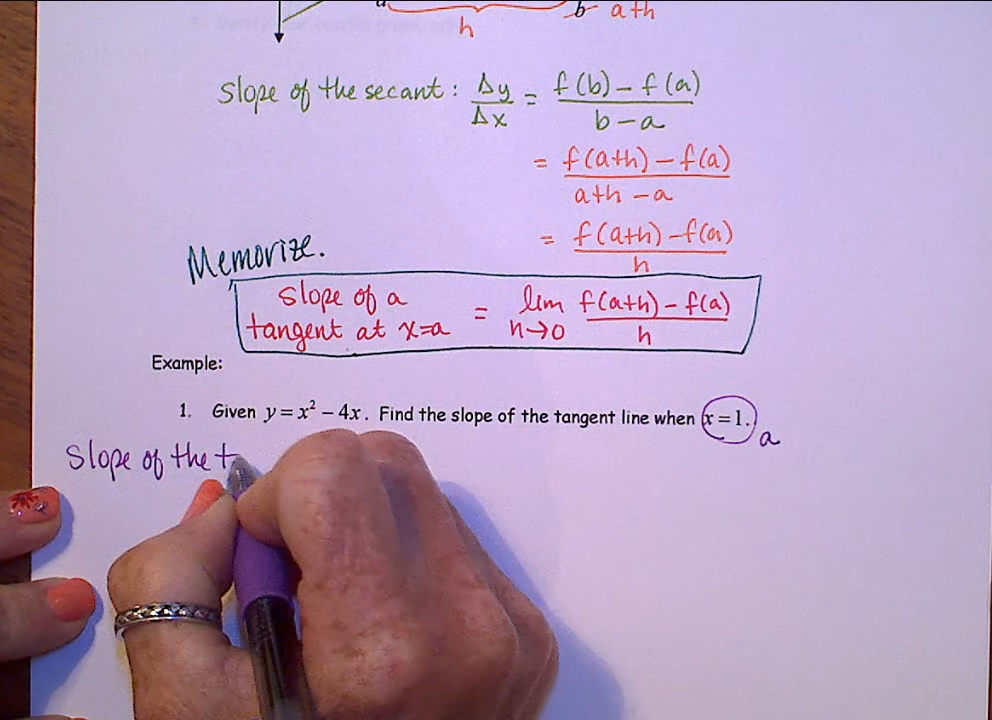 a b a+h
h
Slope of the secant : Δy/Δx = f(b) - f(a) / b - a
= f(a+h) - f(a) / a+h - a
= f(a+h) - f(a) / h
Memorize.
slope of a tangent at x=a = lim h→0 f(a+h) - f(a) / h
Example:
1. Given y = x² - 4x. Find the slope of the tangent line when x = 1.
a
Slope of the t